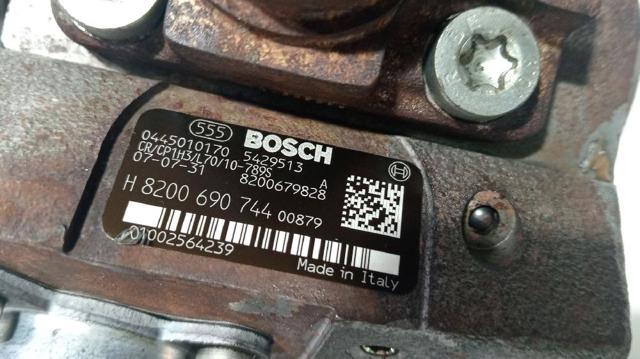 555 BOSCH
0445010170 5429513
CR/CP1H3/L70/10-789S A
07-07-31 8200679828
H 8200 690 744 00879
01002564239
Made in Italy